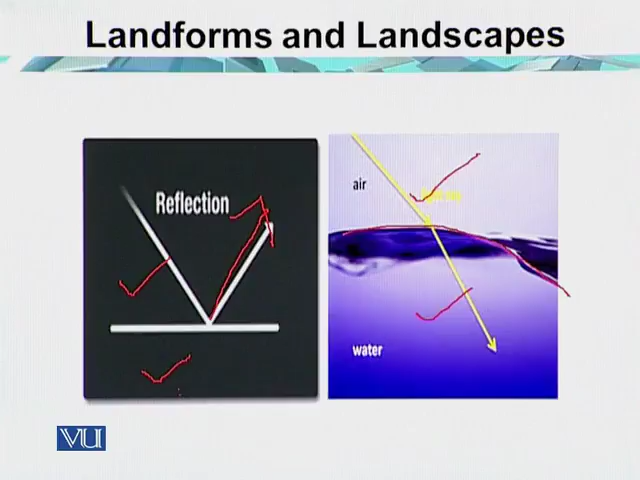 Landforms and Landscapes
Reflection
air
water
VU